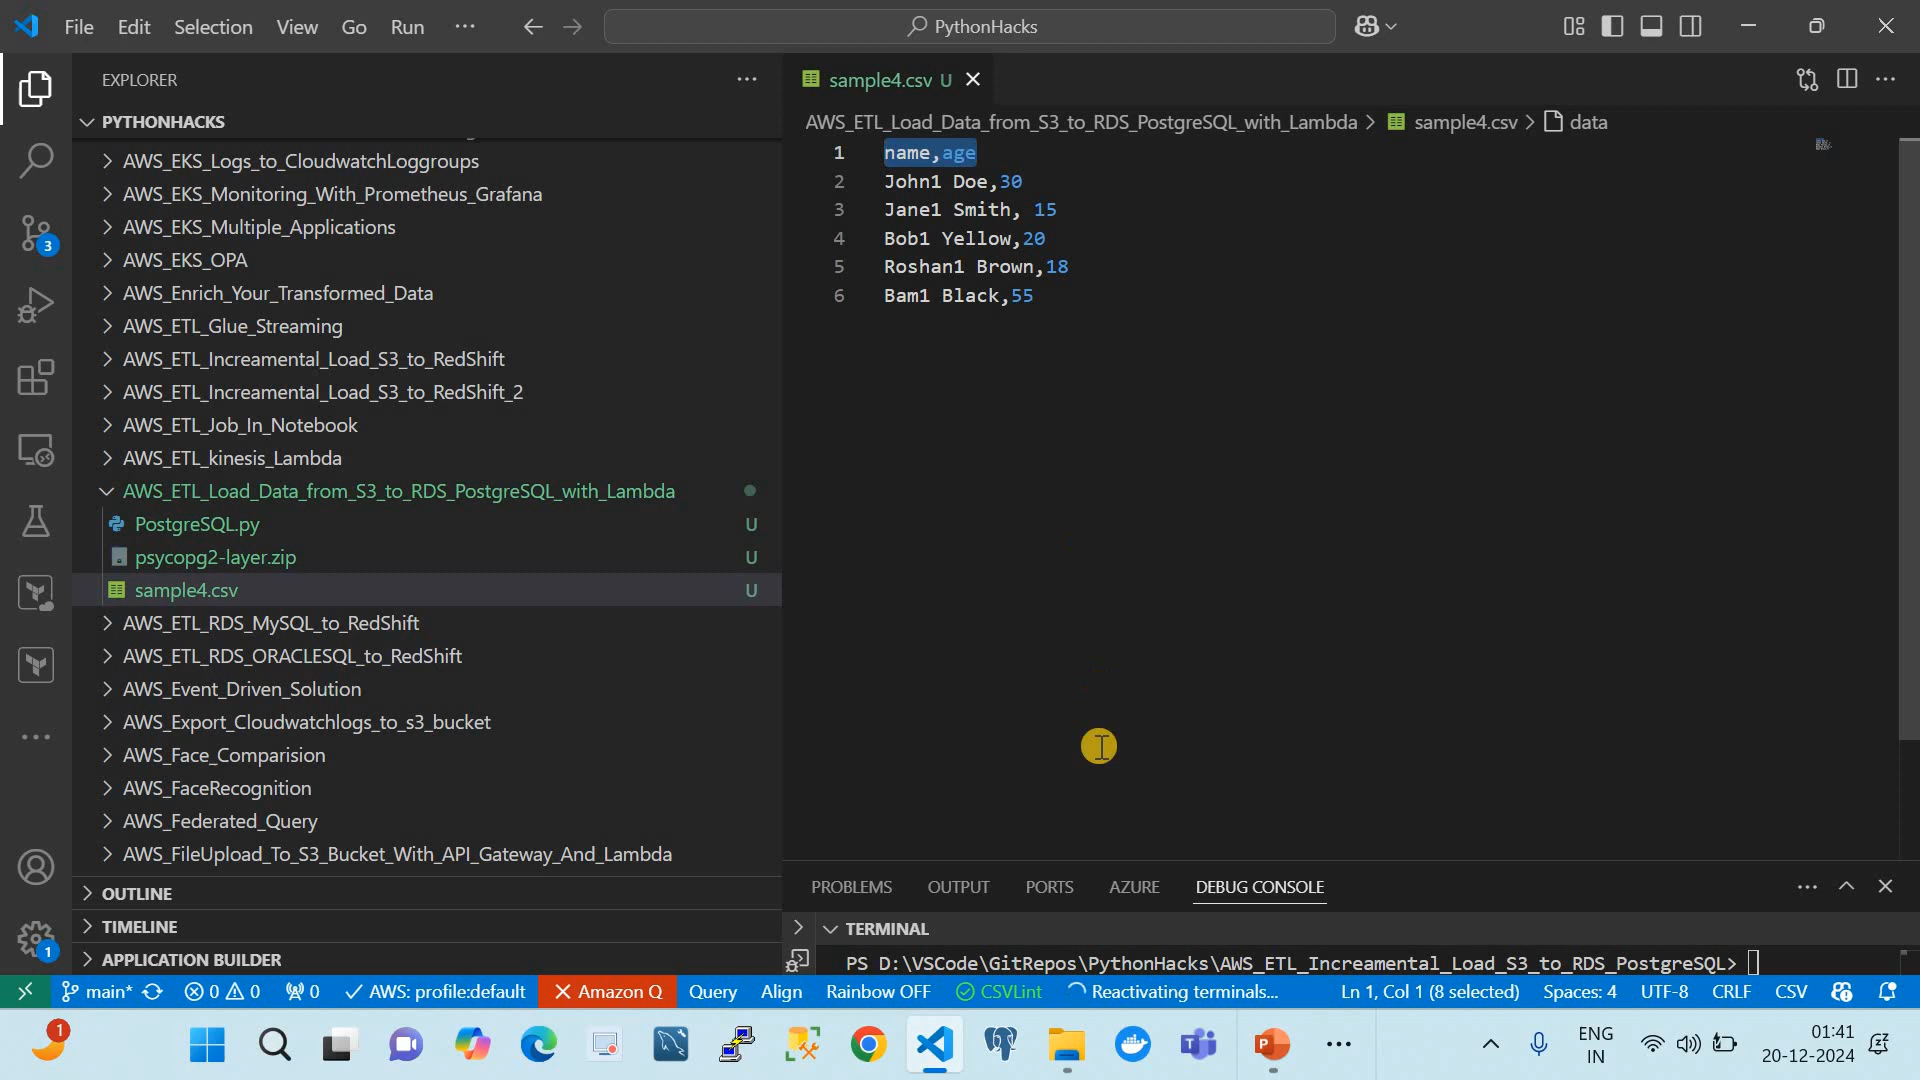 File Edit Selection View Go Run
PythonHacks
EXPLORER
PYTHONHACKS
AWS_EKS_Logs_to_CloudwatchLoggroups
AWS_EKS_Monitoring_With_Prometheus_Grafana
AWS_EKS_Multiple_Applications
AWS_EKS_OPA
AWS_Enrich_Your_Transformed_Data
AWS_ETL_Glue_Streaming
AWS_ETL_Increamental_Load_S3_to_RedShift
AWS_ETL_Increamental_Load_S3_to_RedShift_2
AWS_ETL_Job_In_Notebook
AWS_ETL_kinesis_Lambda
AWS_ETL_Load_Data_from_S3_to_RDS_PostgreSQL_with_Lambda
PostgreSQL.py U
psycopg2-layer.zip U
sample4.csv U
AWS_ETL_RDS_MySQL_to_RedShift
AWS_ETL_RDS_ORACLESQL_to_RedShift
AWS_Event_Driven_Solution
AWS_Export_Cloudwatchlogs_to_s3_bucket
AWS_Face_Comparision
AWS_FaceRecognition
AWS_Federated_Query
AWS_FileUpload_To_S3_Bucket_With_API_Gateway_And_Lambda
OUTLINE
TIMELINE
APPLICATION BUILDER
3
1
sample4.csv U
AWS_ETL_Load_Data_from_S3_to_RDS_PostgreSQL_with_Lambda > sample4.csv > data
1 name,age
2 John1 Doe,30
3 Jane1 Smith, 15
4 Bob1 Yellow,20
5 Roshan1 Brown,18
6 Bam1 Black,55
PROBLEMS OUTPUT PORTS AZURE DEBUG CONSOLE
TERMINAL
PS D:\VSCode\GitRepos\PythonHacks\AWS_ETL_Increamental_Load_S3_to_RDS_PostgreSQL>
main* 0 0 0 AWS: profile:default Amazon Q Query Align Rainbow OFF CSVLint Reactivating terminals... Ln 1, Col 1 (8 selected) Spaces: 4 UTF-8 CRLF CSV
1
ENG
IN
01:41
20-12-2024